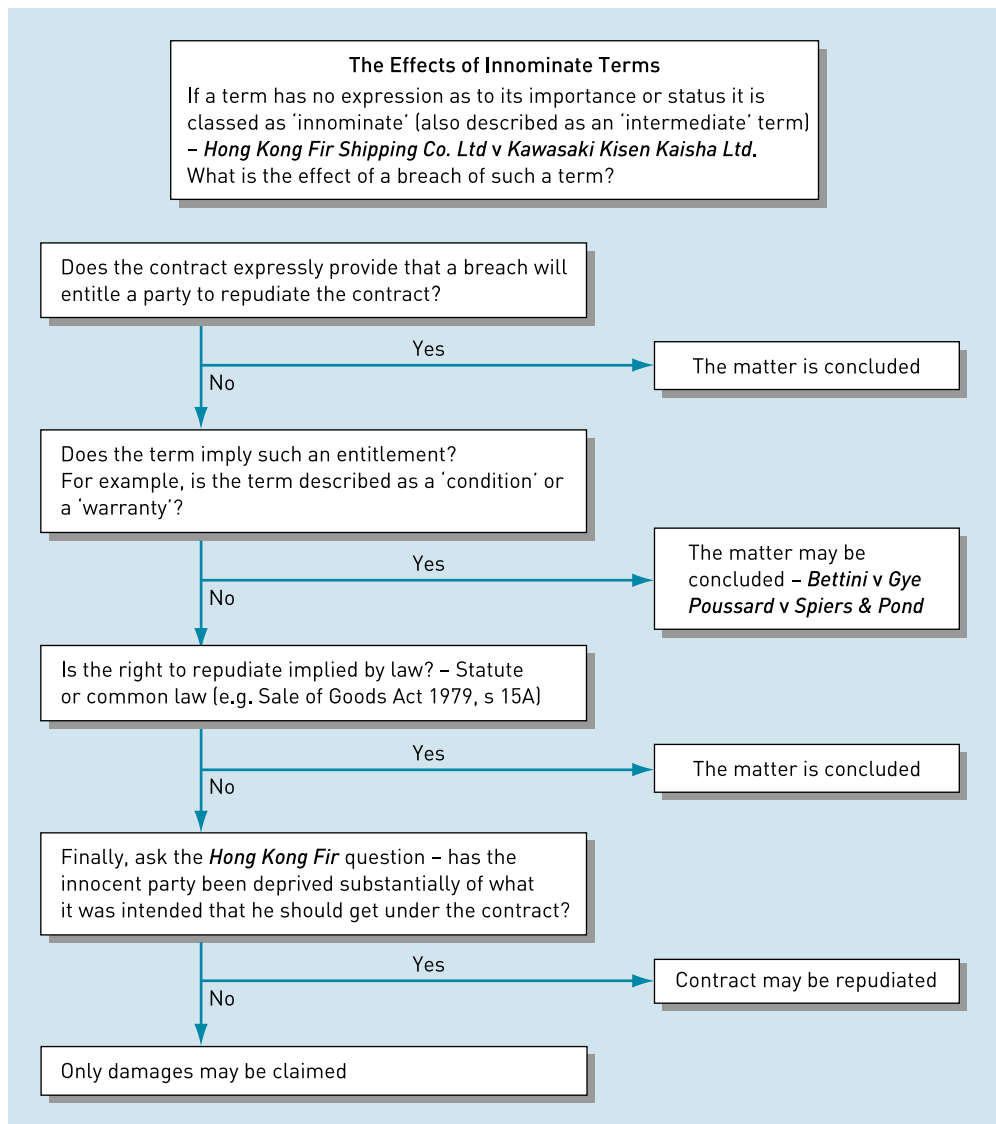 The Effects of Innominate Terms
If a term has no expression as to its importance or status it is
classed as ‘innominate’ (also described as an ‘intermediate’ term)
– Hong Kong Fir Shipping Co. Ltd v Kawasaki Kisen Kaisha Ltd.
What is the effect of a breach of such a term?
Does the contract expressly provide that a breach will
entitle a party to repudiate the contract?
Yes
No
The matter is concluded
Does the term imply such an entitlement?
For example, is the term described as a ‘condition’ or
a ‘warranty’?
Yes
No
The matter may be
concluded – Bettini v Gye
Poussard v Spiers & Pond
Is the right to repudiate implied by law? – Statute
or common law (e.g. Sale of Goods Act 1979, s 15A)
Yes
No
The matter is concluded
Finally, ask the Hong Kong Fir question – has the
innocent party been deprived substantially of what
it was intended that he should get under the contract?
Yes
No
Contract may be repudiated
Only damages may be claimed